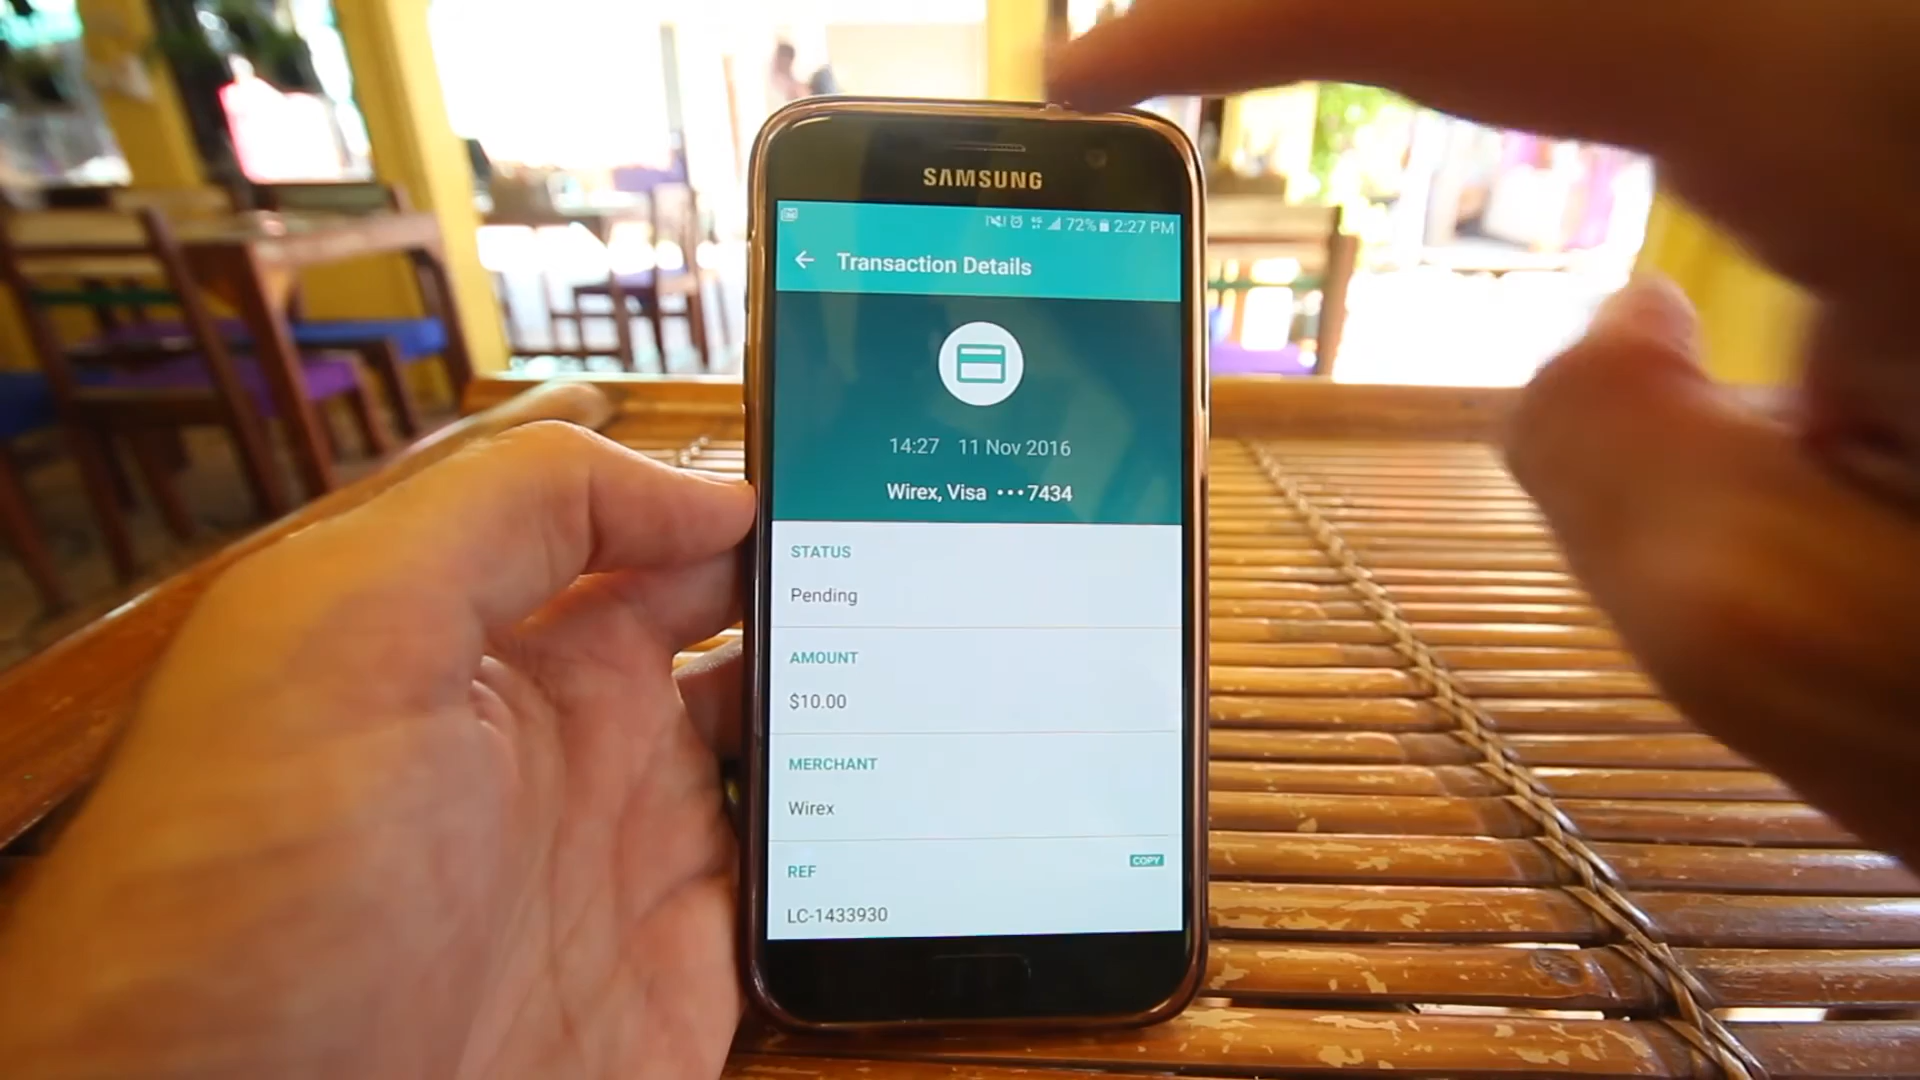 SAMSUNG
72% 2:27 PM
Transaction Details
14:27 11 Nov 2016
Wirex, Visa •••7434
STATUS
Pending
AMOUNT
$10.00
MERCHANT
Wirex
REF
COPY
LC-1433930